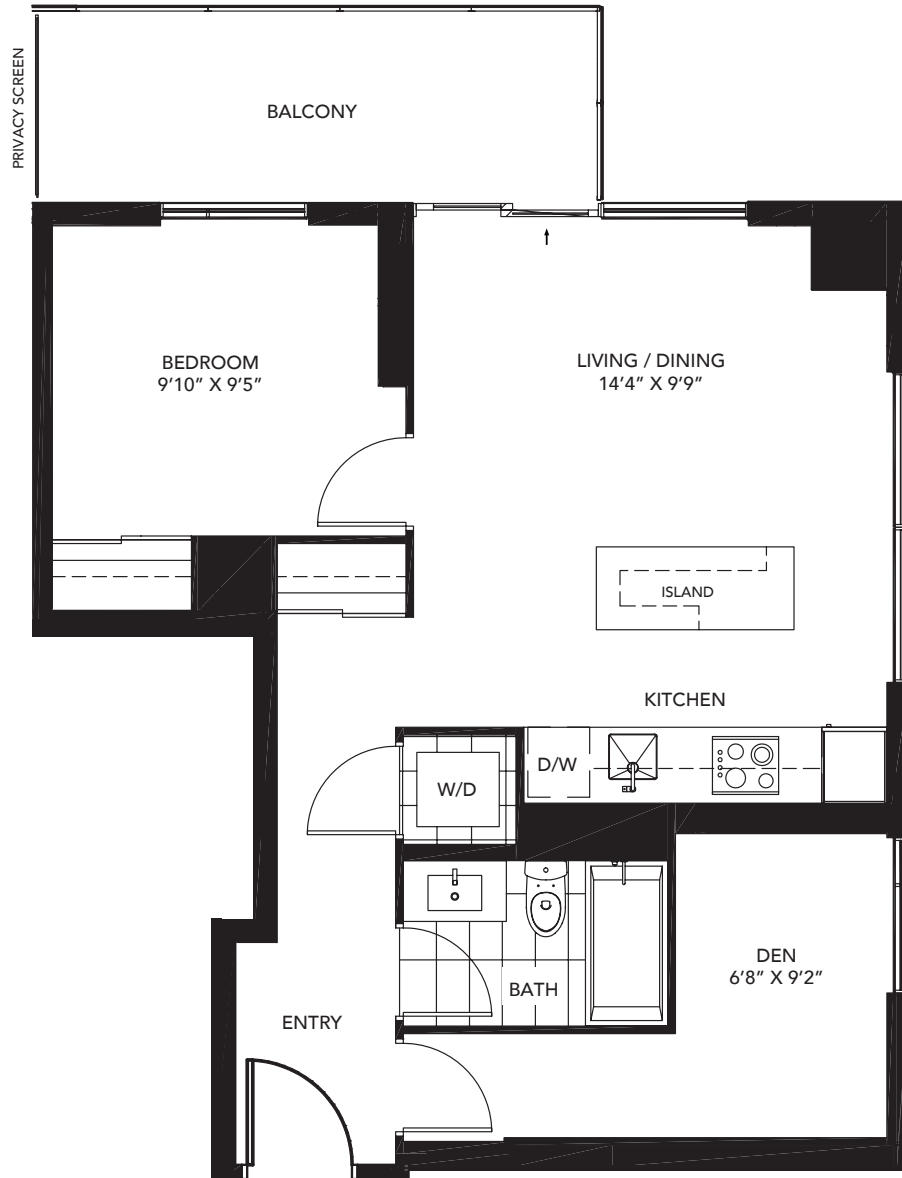 PRIVACY SCREEN
BALCONY
BEDROOM
9’10” X 9’5”
LIVING / DINING
14’4” X 9’9”
ISLAND
KITCHEN
W/D
D/W
DEN
6’8” X 9’2”
BATH
ENTRY